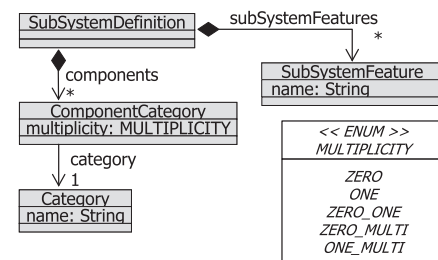 SubSystemDefinition
subSystemFeatures
*
components
*
SubSystemFeature
name: String
ComponentCategory
multiplicity: MULTIPLICITY
category
1
Category
name: String
<< ENUM >>
MULTIPLICITY
ZERO
ONE
ZERO_ONE
ZERO_MULTI
ONE_MULTI